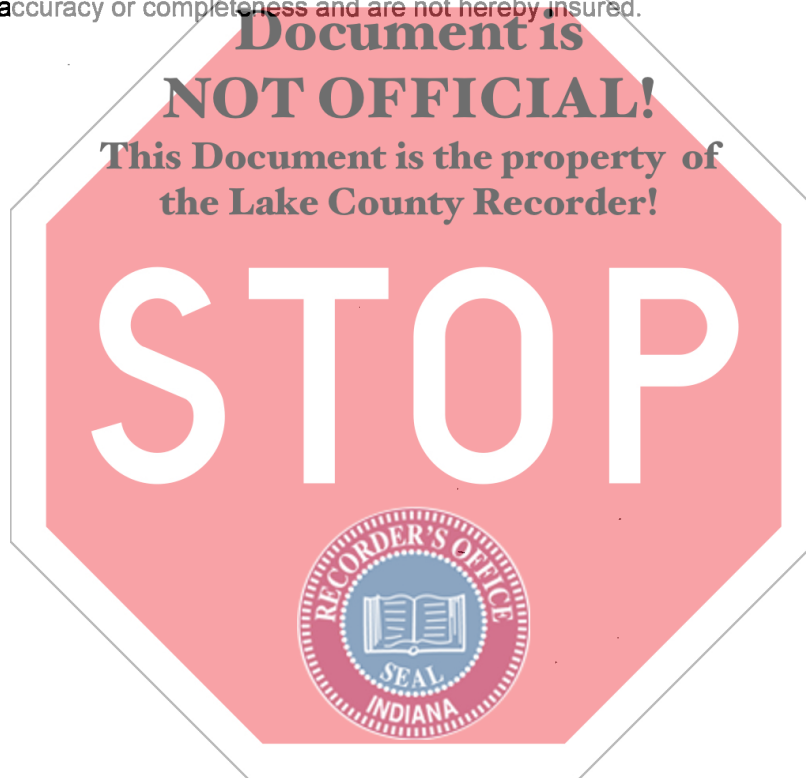 accuracy or completeness and are not hereby insured.
Document is
NOT OFFICIAL!
This Document is the property of
the Lake County Recorder!
STOP
RECORDER'S OFFICE
SEAL
INDIANA